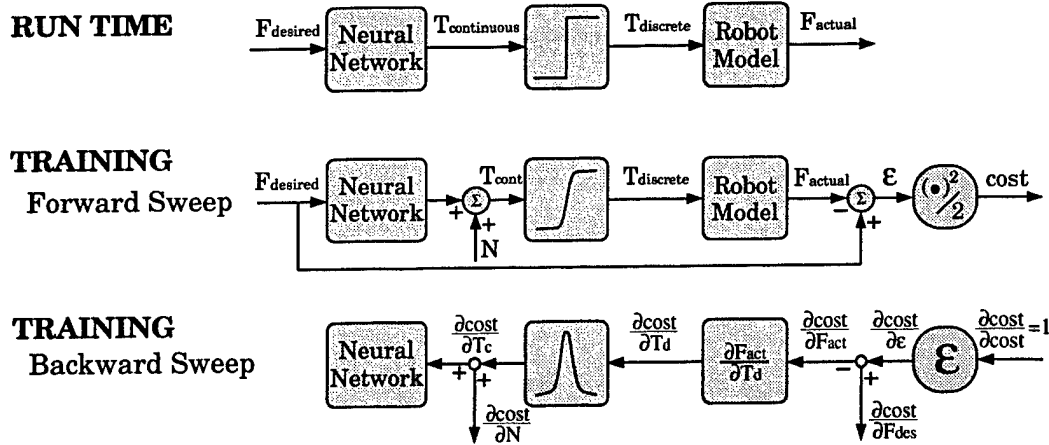 RUN TIME
Fdesired
Neural
Network
Tcontinuous
Tdiscrete
Robot
Model
Factual
TRAINING
Forward Sweep
Fdesired
Neural
Network
+
Σ
+
N
Tcont
Tdiscrete
Robot
Model
Factual
−
Σ
+
ε
(•)²/2
cost
TRAINING
Backward Sweep
Neural
Network
∂cost/∂Tc
+
+
∂cost/∂N
∂cost/∂Td
∂Fact/∂Td
∂cost/∂Fact
−
+
∂cost/∂Fdes
∂cost/∂ε
ε
∂cost/∂cost=1